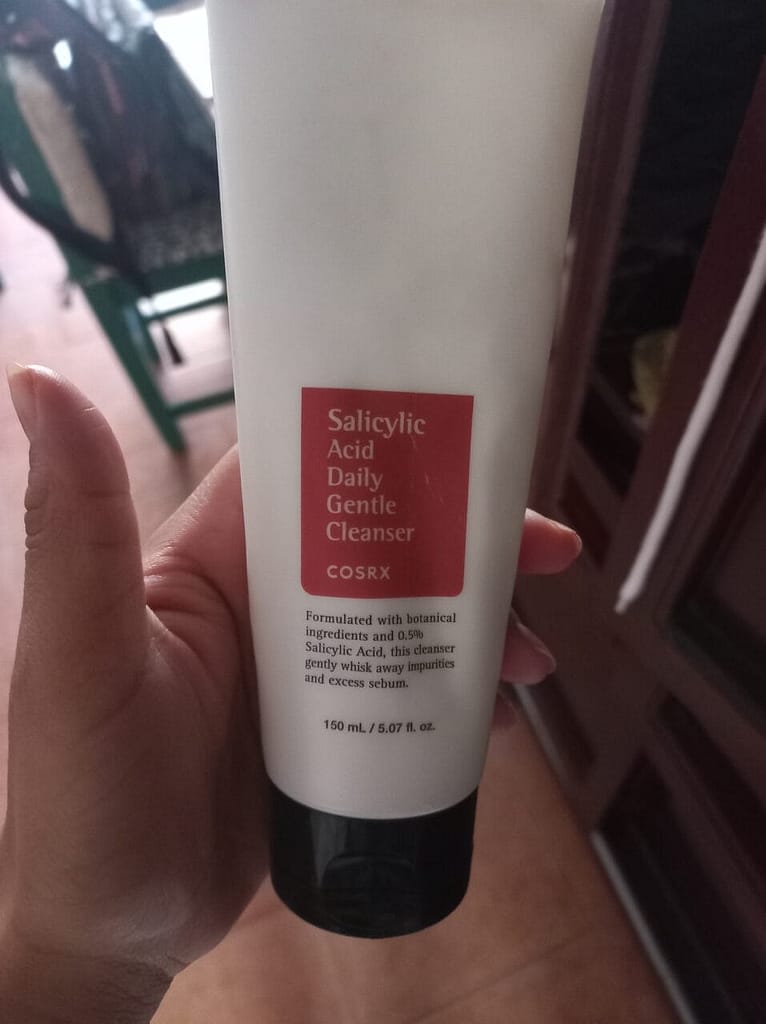 Salicylic
Acid
Daily
Gentle
Cleanser
COSRX
Formulated with botanical
ingredients and 0.5%
Salicylic Acid, this cleanser
gently whisk away impurities
and excess sebum.
150 mL / 5.07 fl. oz.